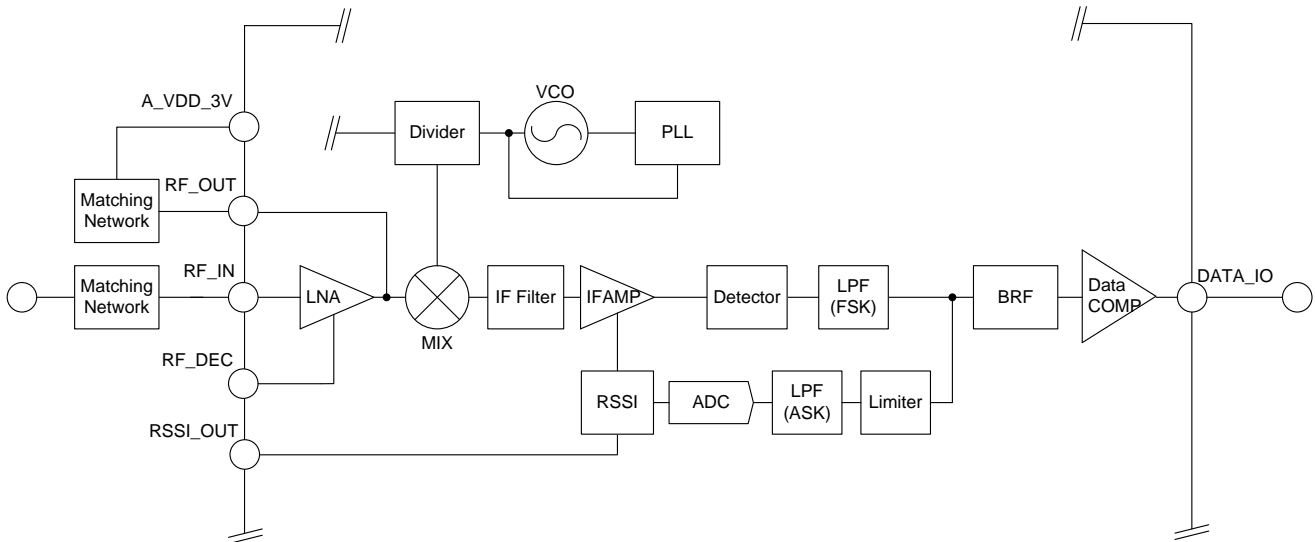 A_VDD_3V
VCO
Divider
PLL
RF_OUT
Matching
Network
RF_IN
Matching
Network
LNA
MIX
IF Filter
IFAMP
Detector
LPF
(FSK)
BRF
Data
COMP
DATA_IO
RF_DEC
RSSI
ADC
LPF
(ASK)
Limiter
RSSI_OUT